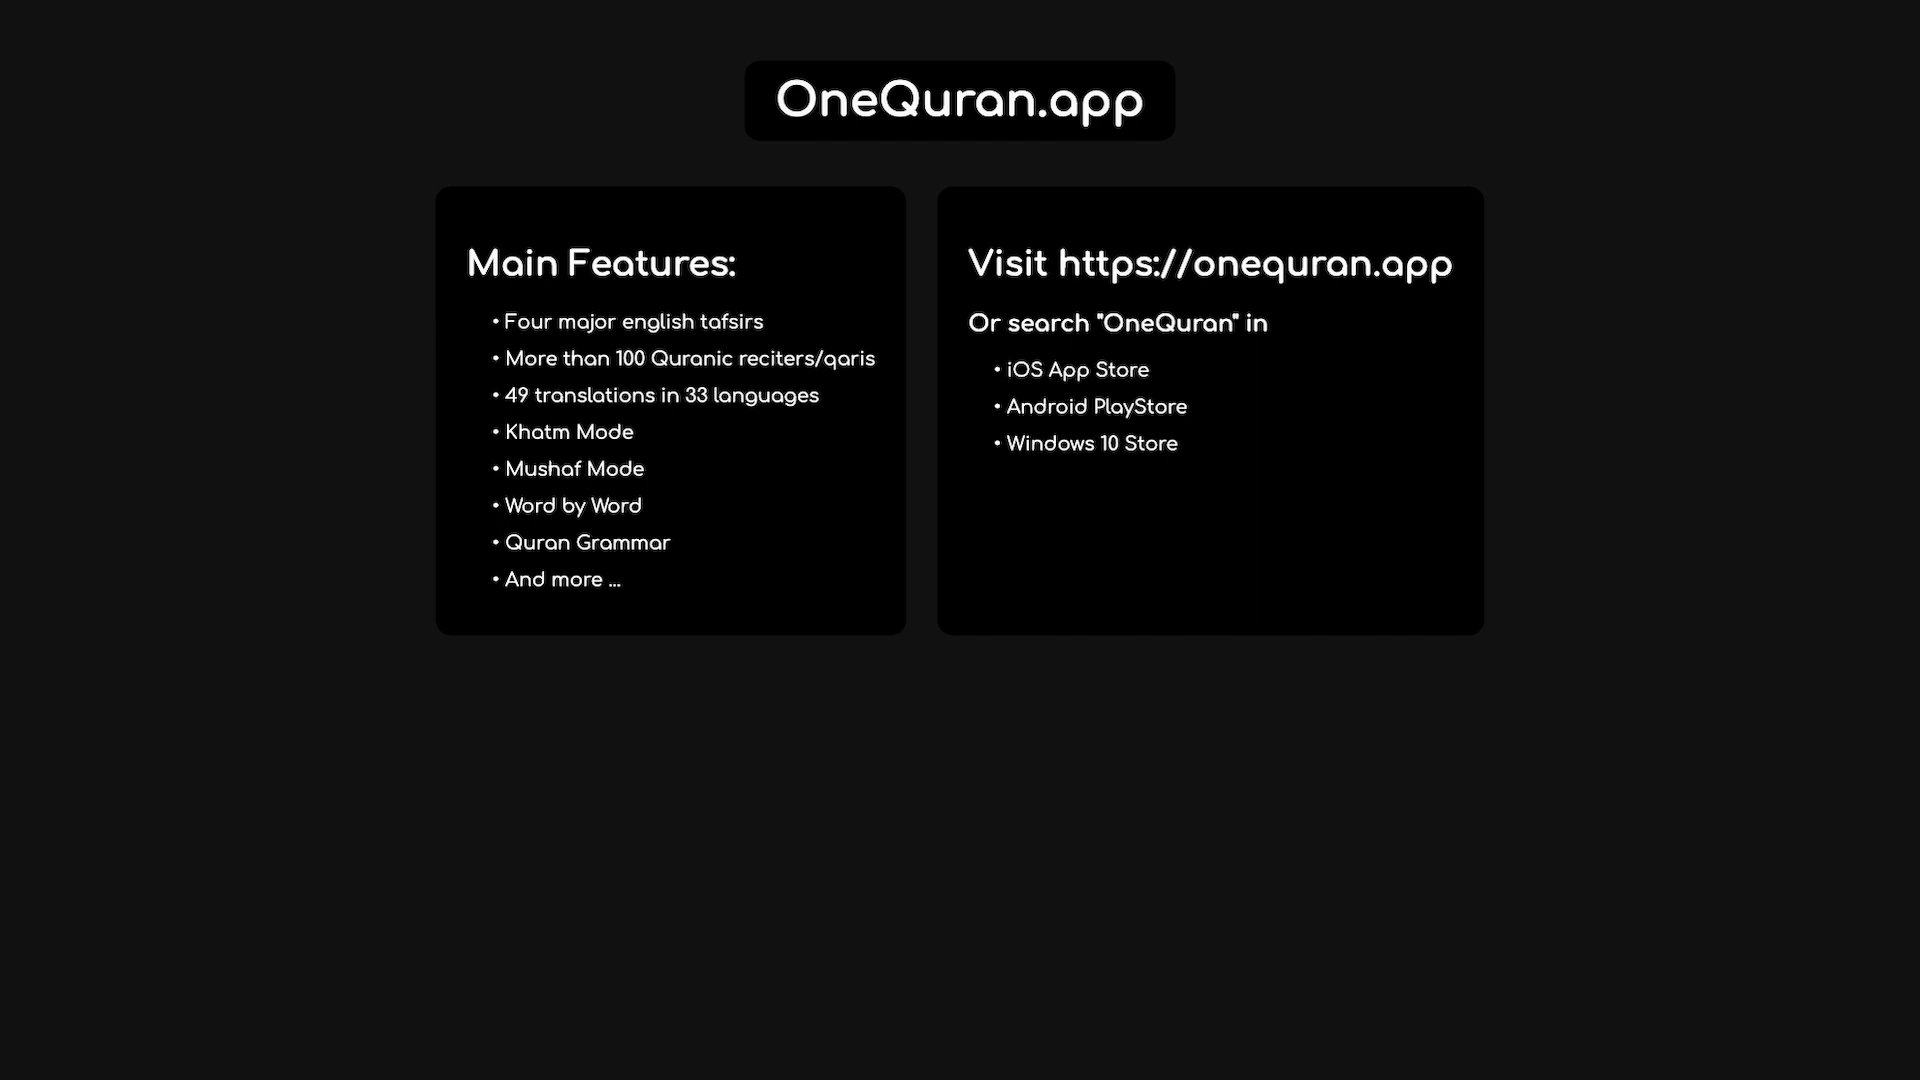 OneQuran.app
Main Features:
• Four major english tafsirs
• More than 100 Quranic reciters/qaris
• 49 translations in 33 languages
• Khatm Mode
• Mushaf Mode
• Word by Word
• Quran Grammar
• And more ...
Visit https://onequran.app
Or search "OneQuran" in
• iOS App Store
• Android PlayStore
• Windows 10 Store